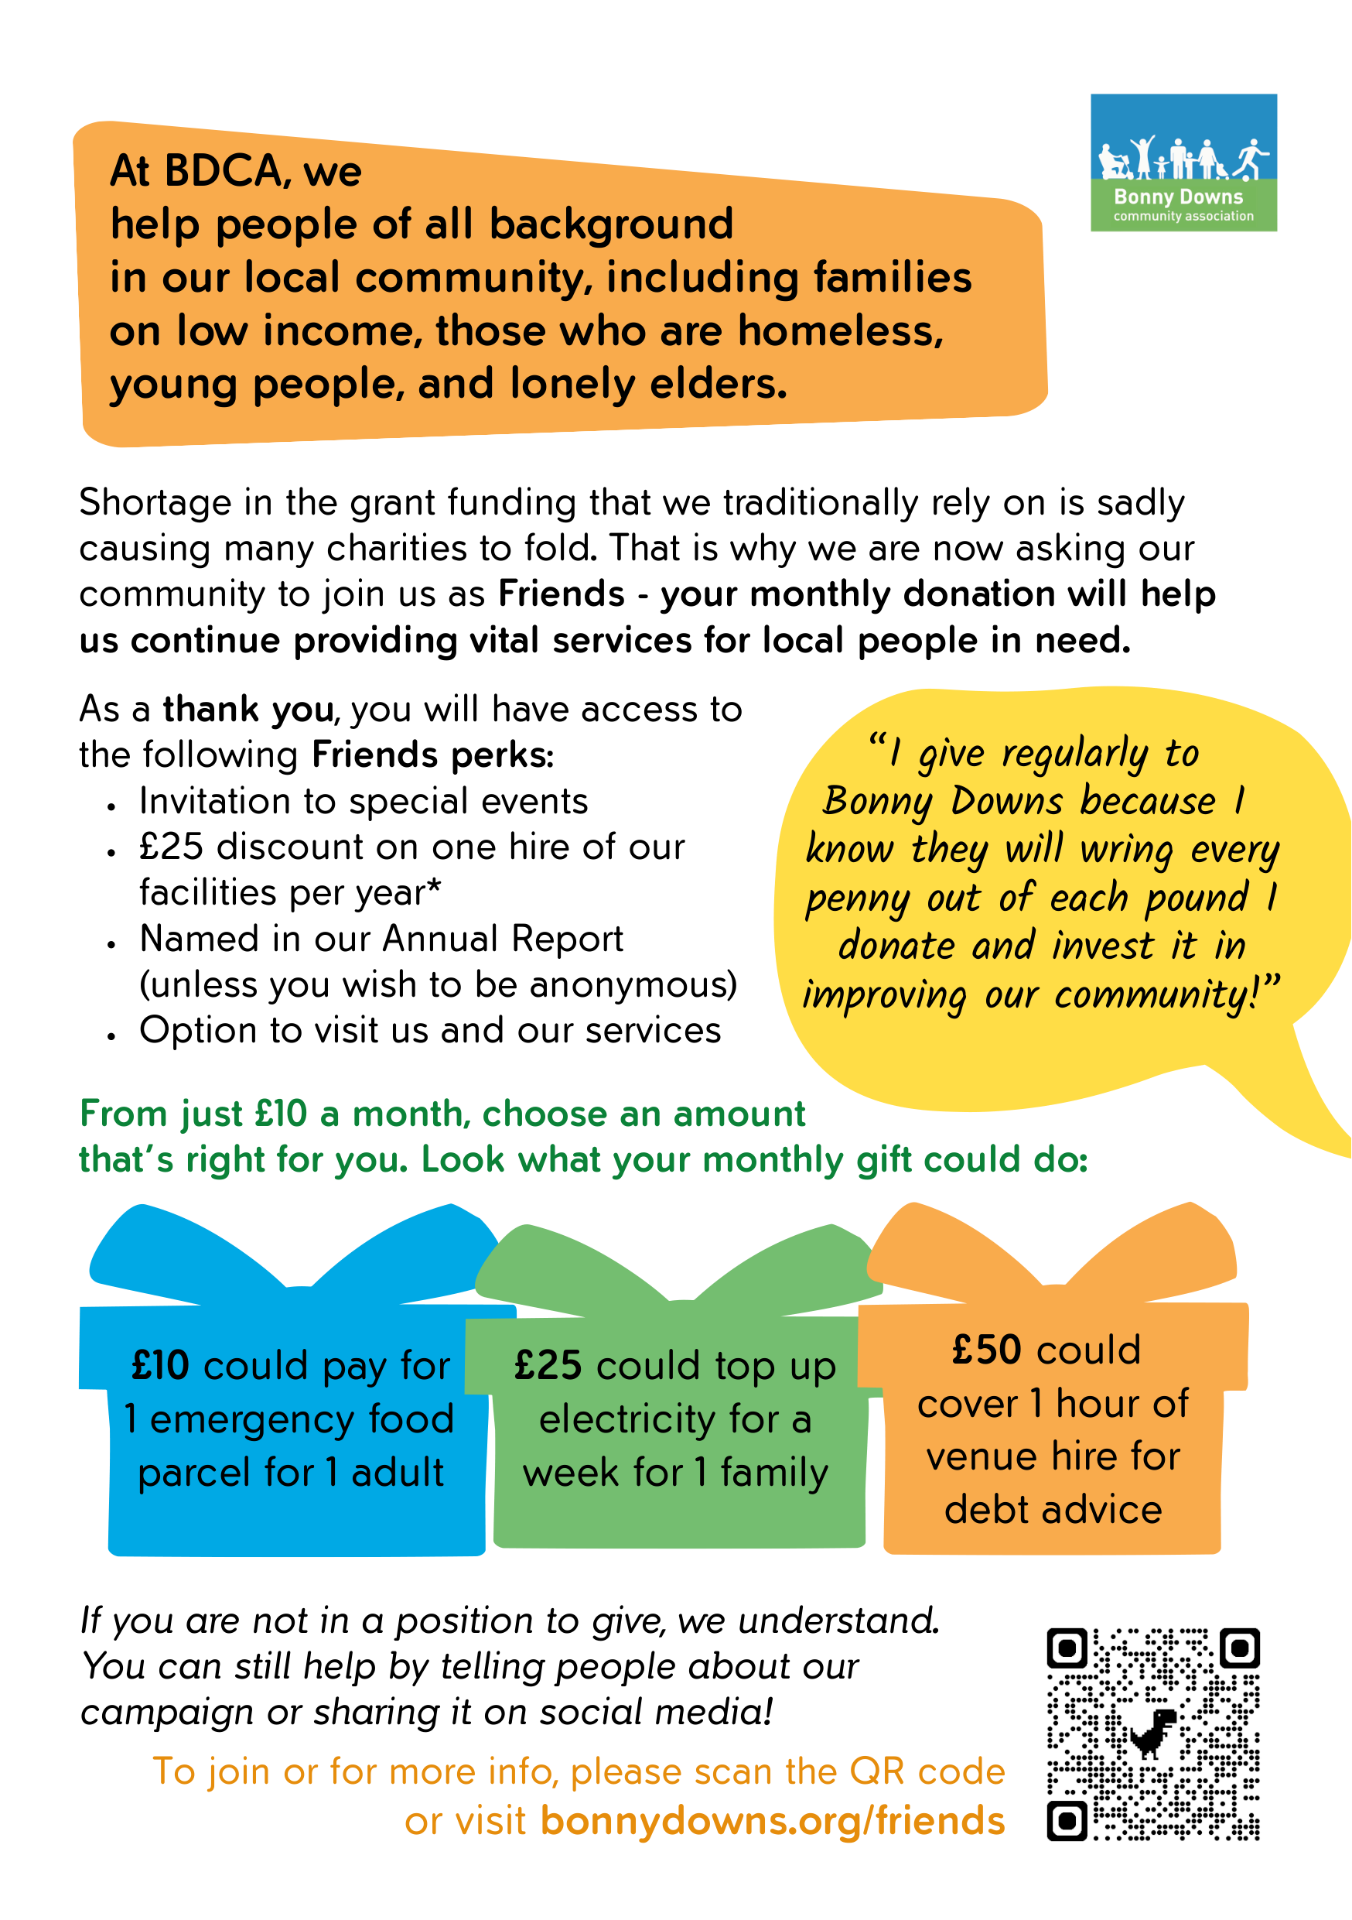 At BDCA, we
help people of all background
in our local community, including families
on low income, those who are homeless,
young people, and lonely elders.
Bonny Downs
community association
Shortage in the grant funding that we traditionally rely on is sadly
causing many charities to fold. That is why we are now asking our
community to join us as Friends - your monthly donation will help
us continue providing vital services for local people in need.
As a thank you, you will have access to
the following Friends perks:
• Invitation to special events
• £25 discount on one hire of our
facilities per year*
• Named in our Annual Report
(unless you wish to be anonymous)
• Option to visit us and our services
“I give regularly to
Bonny Downs because I
know they will wring every
penny out of each pound I
donate and invest it in
improving our community!”
From just £10 a month, choose an amount
that’s right for you. Look what your monthly gift could do:
£10 could pay for
1 emergency food
parcel for 1 adult
£25 could top up
electricity for a
week for 1 family
£50 could
cover 1 hour of
venue hire for
debt advice
If you are not in a position to give, we understand.
You can still help by telling people about our
campaign or sharing it on social media!
To join or for more info, please scan the QR code
or visit bonnydowns.org/friends